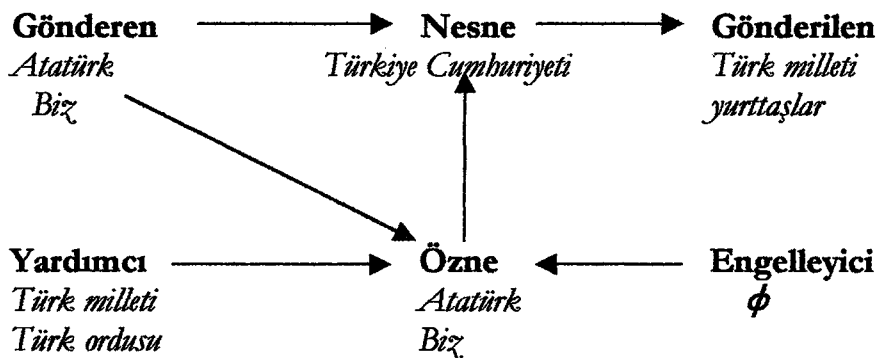 Gönderen Nesne Gönderilen
Atatürk Türkiye Cumhuriyeti Türk milleti
Biz yurttaşlar
Yardımcı Özne Engelleyici
Türk milleti Atatürk ϕ
Türk ordusu Biz